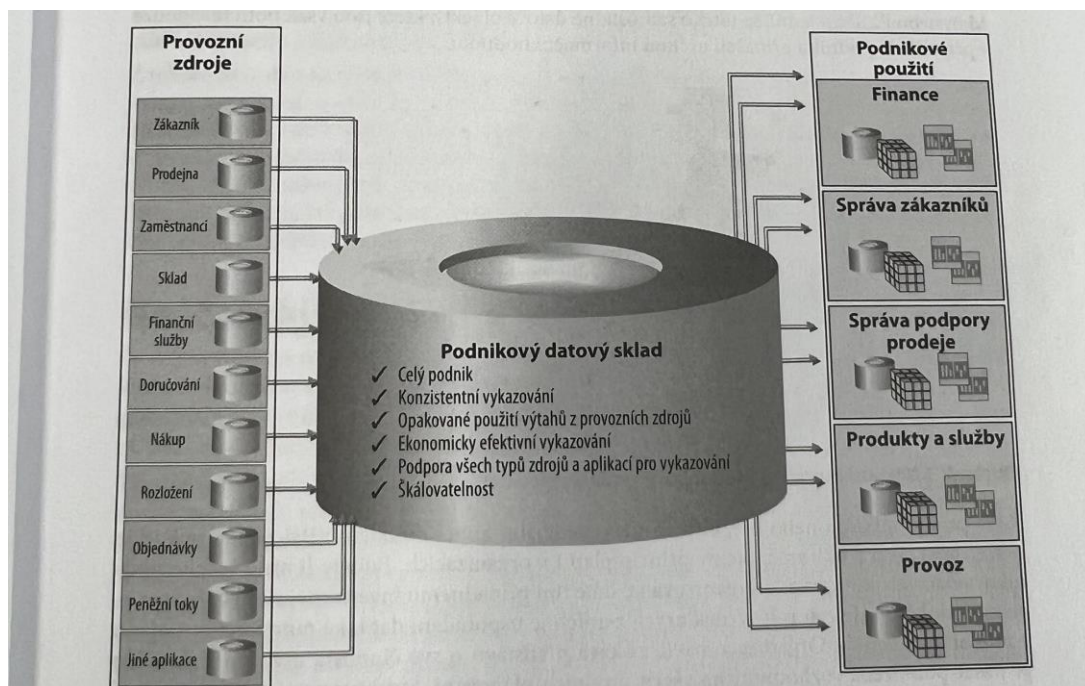 Provozní
zdroje
Zákazník
Prodejna
Zaměstnanci
Sklad
Finanční
služby
Doručování
Nákup
Rozložení
Objednávky
Peněžní toky
Jiné aplikace
Podnikový datový sklad
✓ Celý podnik
✓ Konzistentní vykazování
✓ Opakované použití výtahů z provozních zdrojů
✓ Ekonomicky efektivní vykazování
✓ Podpora všech typů zdrojů a aplikací pro vykazování
✓ Škálovatelnost
Podnikové
použití
Finance
Správa zákazníků
Správa podpory
prodeje
Produkty a služby
Provoz